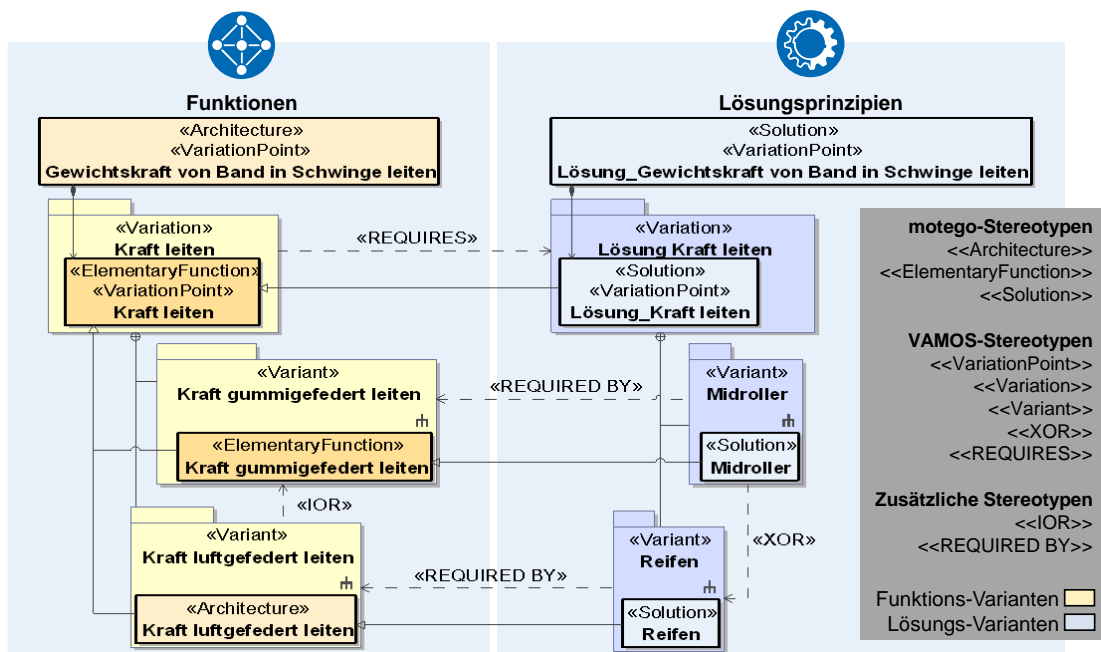 Funktionen
«Architecture»
«VariationPoint»
Gewichtskraft von Band in Schwinge leiten
«Variation»
Kraft leiten
«ElementaryFunction»
«VariationPoint»
Kraft leiten
«REQUIRES»
«Variant»
Kraft gummigefedert leiten
«ElementaryFunction»
Kraft gummigefedert leiten
«REQUIRED BY»
«IOR»
«Variant»
Kraft luftgefedert leiten
«Architecture»
Kraft luftgefedert leiten
«REQUIRED BY»
Lösungsprinzipien
«Solution»
«VariationPoint»
Lösung_Gewichtskraft von Band in Schwinge leiten
«Variation»
Lösung Kraft leiten
«Solution»
«VariationPoint»
Lösung_Kraft leiten
«Variant»
Midroller
«Solution»
Midroller
«XOR»
«Variant»
Reifen
«Solution»
Reifen
motego-Stereotypen
<<Architecture>>
<<ElementaryFunction>>
<<Solution>>
VAMOS-Stereotypen
<<VariationPoint>>
<<Variation>>
<<Variant>>
<<XOR>>
<<REQUIRES>>
Zusätzliche Stereotypen
<<IOR>>
<<REQUIRED BY>>
Funktions-Varianten
Lösungs-Varianten